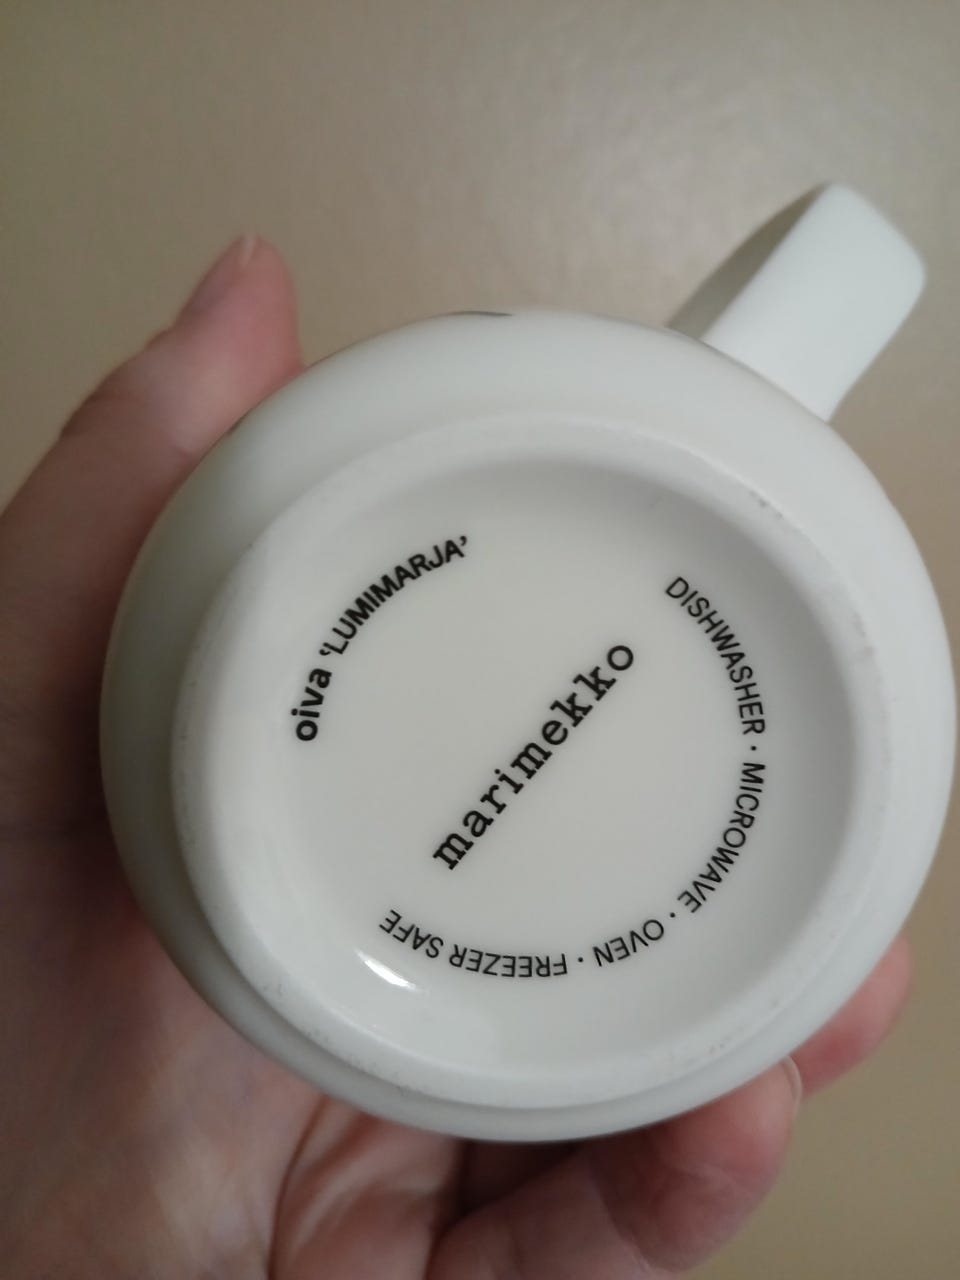 oiva 'LUMIMARJA'
marimekko
DISHWASHER · MICROWAVE · OVEN · FREEZER SAFE